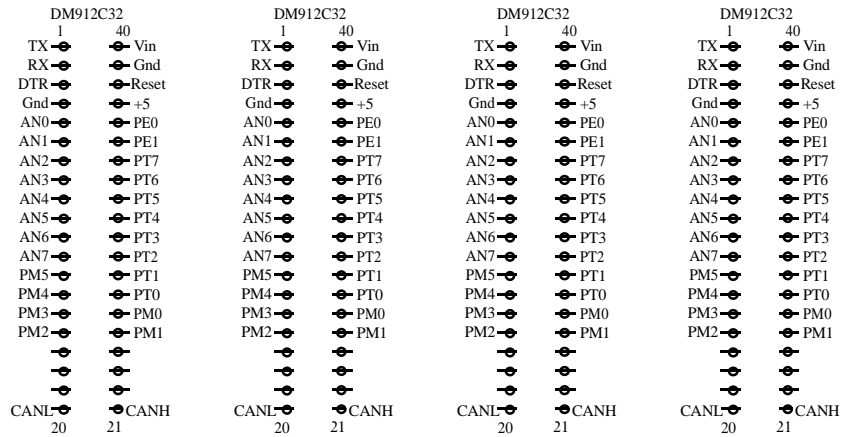 DM912C32 DM912C32 DM912C32 DM912C32
1 40 1 40 1 40 1 40
TX Vin TX Vin TX Vin TX Vin
RX Gnd RX Gnd RX Gnd RX Gnd
DTR Reset DTR Reset DTR Reset DTR Reset
Gnd +5 Gnd +5 Gnd +5 Gnd +5
AN0 PE0 AN0 PE0 AN0 PE0 AN0 PE0
AN1 PE1 AN1 PE1 AN1 PE1 AN1 PE1
AN2 PT7 AN2 PT7 AN2 PT7 AN2 PT7
AN3 PT6 AN3 PT6 AN3 PT6 AN3 PT6
AN4 PT5 AN4 PT5 AN4 PT5 AN4 PT5
AN5 PT4 AN5 PT4 AN5 PT4 AN5 PT4
AN6 PT3 AN6 PT3 AN6 PT3 AN6 PT3
AN7 PT2 AN7 PT2 AN7 PT2 AN7 PT2
PM5 PT1 PM5 PT1 PM5 PT1 PM5 PT1
PM4 PT0 PM4 PT0 PM4 PT0 PM4 PT0
PM3 PM0 PM3 PM0 PM3 PM0 PM3 PM0
PM2 PM1 PM2 PM1 PM2 PM1 PM2 PM1
CANL CANH CANL CANH CANL CANH CANL CANH
20 21 20 21 20 21 20 21